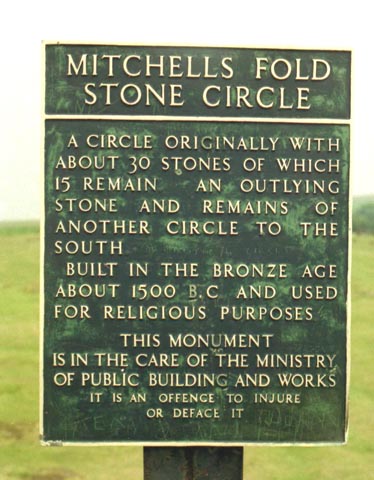 MITCHELLS FOLD
STONE CIRCLE
A CIRCLE ORIGINALLY WITH
ABOUT 30 STONES OF WHICH
15 REMAIN AN OUTLYING
STONE AND REMAINS OF
ANOTHER CIRCLE TO THE
SOUTH
BUILT IN THE BRONZE AGE
ABOUT 1500 B.C AND USED
FOR RELIGIOUS PURPOSES
THIS MONUMENT
IS IN THE CARE OF THE MINISTRY
OF PUBLIC BUILDING AND WORKS
IT IS AN OFFENCE TO INJURE
OR DEFACE IT